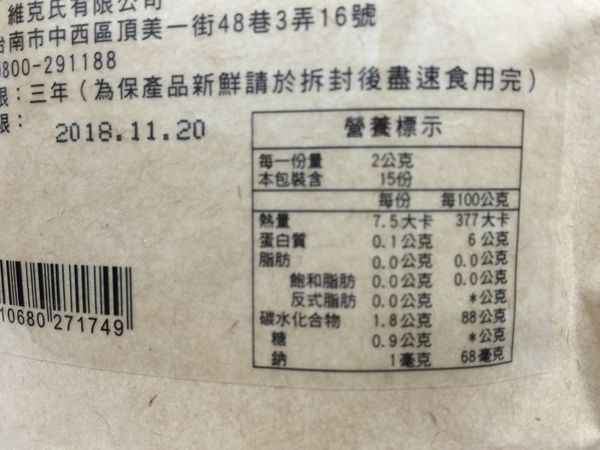 維克氏有限公司
台南市中西區頂美一街48巷3弄16號
0800-291188
限：三年（為保產品新鮮請於拆封後盡速食用完）
限：
2018.11.20
營養標示
每一份量 2公克
本包裝含 15份
每份 每100公克
熱量 7.5大卡 377大卡
蛋白質 0.1公克 6公克
脂肪 0.0公克 0.0公克
飽和脂肪 0.0公克 0.0公克
反式脂肪 0.0公克 *公克
碳水化合物 1.8公克 88公克
糖 0.9公克 *公克
鈉 1毫克 68毫克
10680 271749